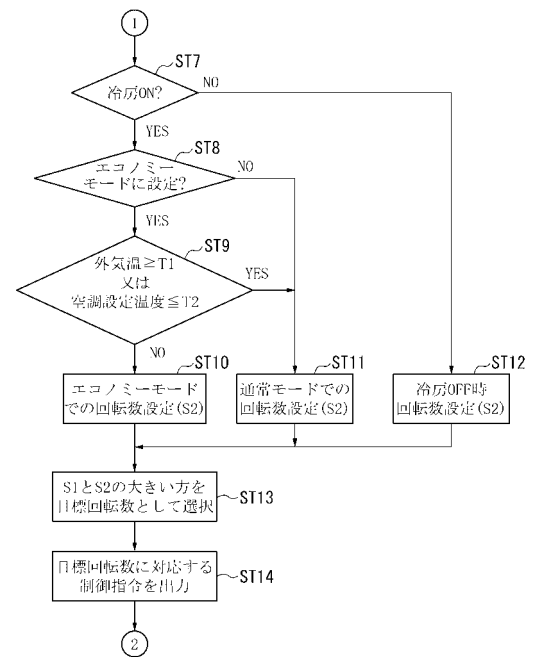 1
ST7
冷房ON?
NO
YES
ST8
エコノミー
モードに設定?
NO
YES
ST9
外気温≧T1
又は
空調設定温度≦T2
YES
NO
ST10
エコノミーモード
での回転数設定(S2)
ST11
通常モードでの
回転数設定(S2)
ST12
冷房OFF時
回転数設定(S2)
S1とS2の大きい方を
目標回転数として選択
ST13
目標回転数に対応する
制御指令を出力
ST14
2